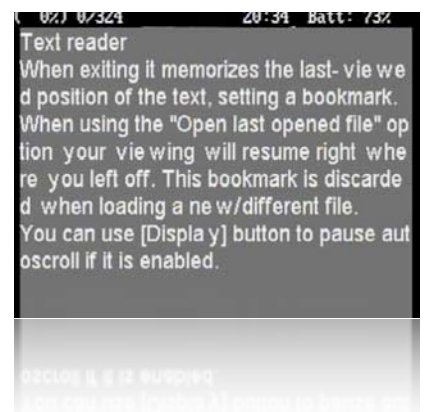 ( 0%) 0/324 20:34 Batt: 73%
Text reader
When exiting it memorizes the last- vie we
d position of the text, setting a bookmark.
When using the "Open last opened file" op
tion your vie wing will resume right whe
re you left off. This bookmark is discarde
d when loading a ne w/different file.
You can use [Displa y] button to pause aut
oscroll if it is enabled.